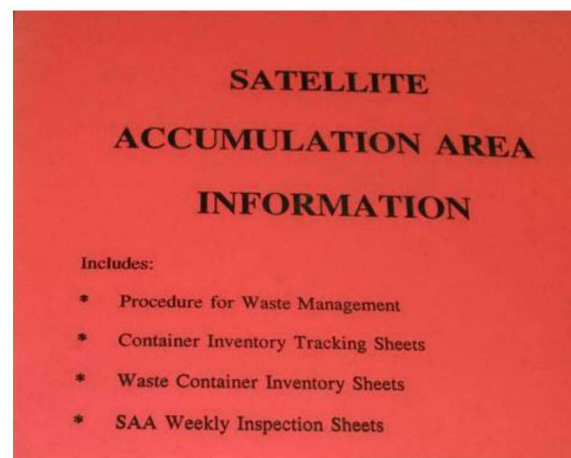 SATELLITE
ACCUMULATION AREA
INFORMATION
Includes:
* Procedure for Waste Management
* Container Inventory Tracking Sheets
* Waste Container Inventory Sheets
* SAA Weekly Inspection Sheets